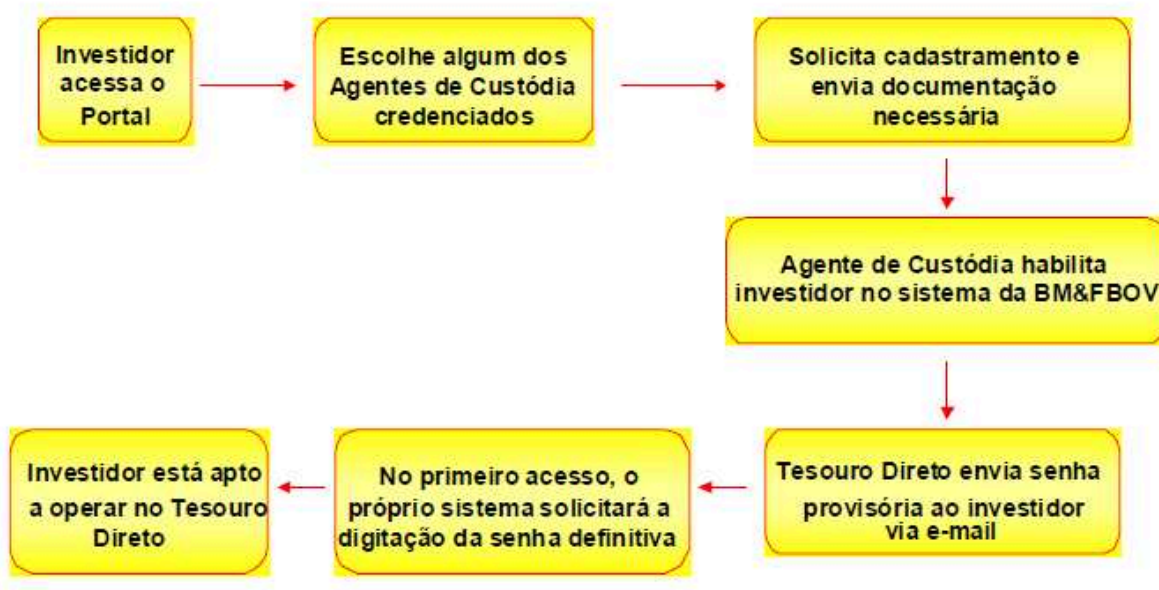 Investidor
acessa o
Portal
Escolhe algum dos
Agentes de Custódia
credenciados
Solicita cadastramento e
envia documentação
necessária
Agente de Custódia habilita
investidor no sistema da BM&FBOV
Tesouro Direto envia senha
provisória ao investidor
via e-mail
No primeiro acesso, o
próprio sistema solicitará a
digitação da senha definitiva
Investidor está apto
a operar no Tesouro
Direto